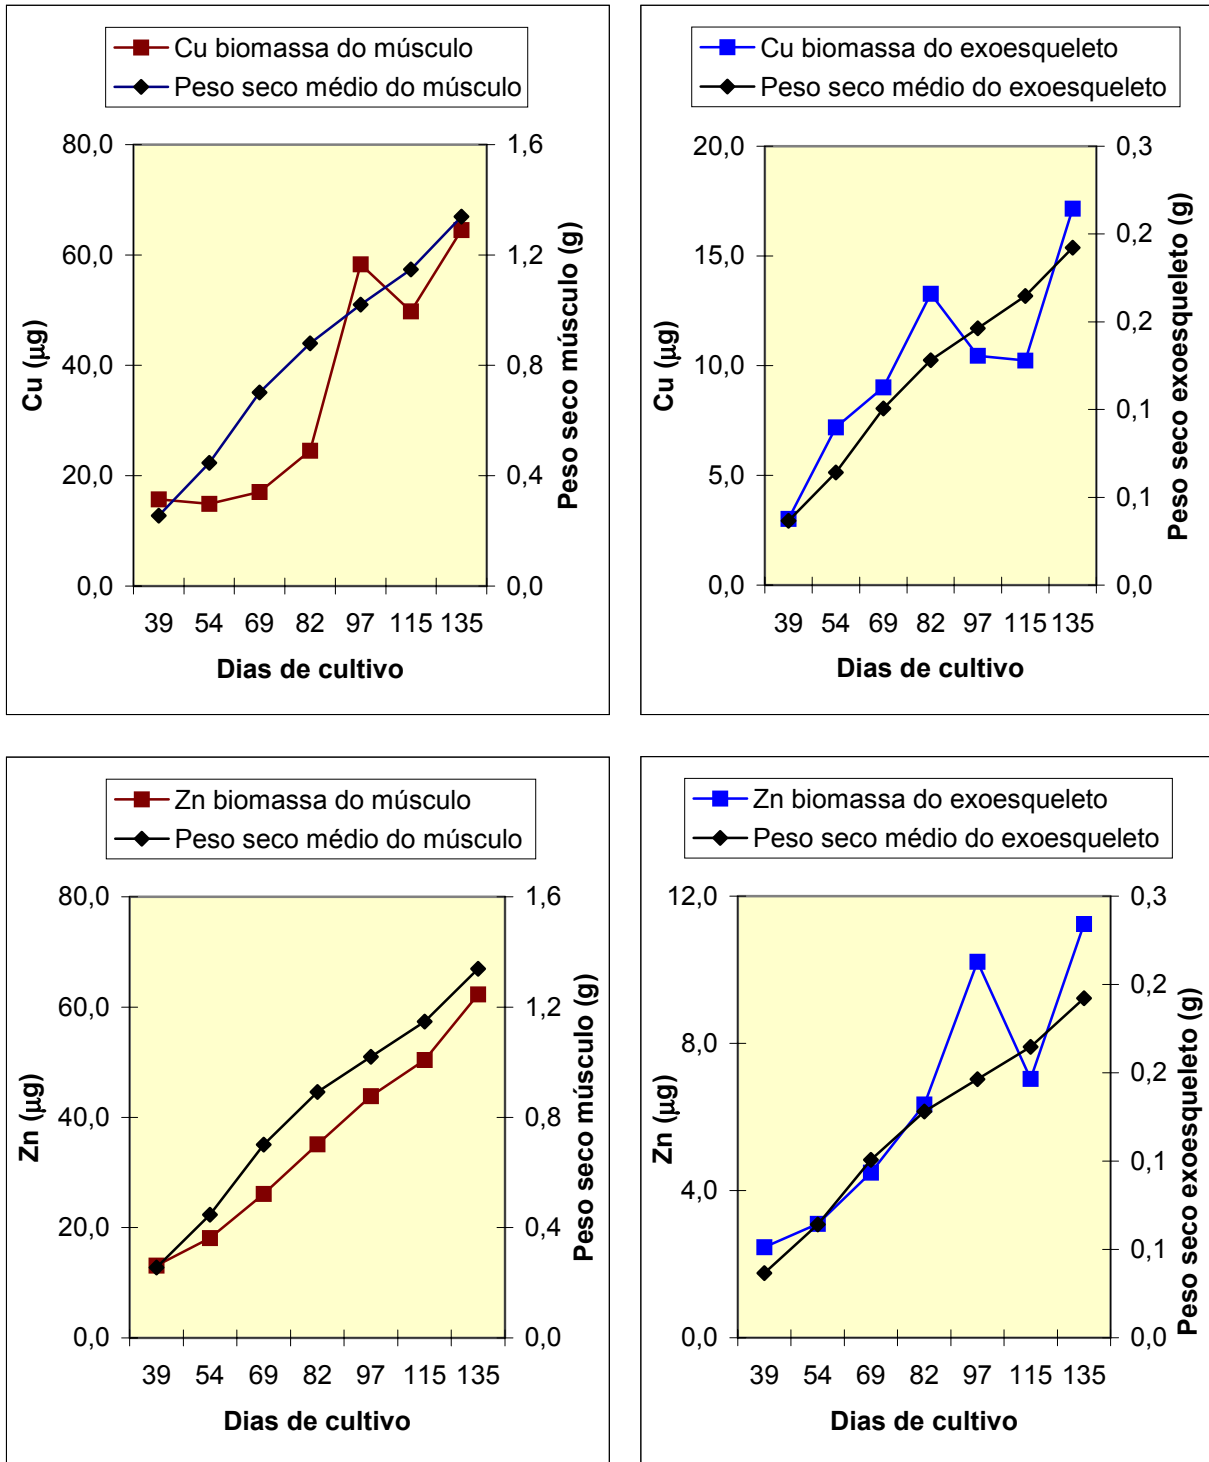 Cu biomassa do músculo
Peso seco médio do músculo
80,0
60,0
40,0
20,0
0,0
Cu (µg)
1,6
1,2
0,8
0,4
0,0
Peso seco músculo (g)
39 54 69 82 97 115 135
Dias de cultivo
Cu biomassa do exoesqueleto
Peso seco médio do exoesqueleto
20,0
15,0
10,0
5,0
0,0
Cu (µg)
0,3
0,2
0,2
0,1
0,1
0,0
Peso seco exoesqueleto (g)
39 54 69 82 97 115 135
Dias de cultivo
Zn biomassa do músculo
Peso seco médio do músculo
80,0
60,0
40,0
20,0
0,0
Zn (µg)
1,6
1,2
0,8
0,4
0,0
Peso seco músculo (g)
39 54 69 82 97 115 135
Dias de cultivo
Zn biomassa do exoesqueleto
Peso seco médio do exoesqueleto
12,0
8,0
4,0
0,0
Zn (µg)
0,3
0,2
0,2
0,1
0,1
0,0
Peso seco exoesqueleto (g)
39 54 69 82 97 115 135
Dias de cultivo